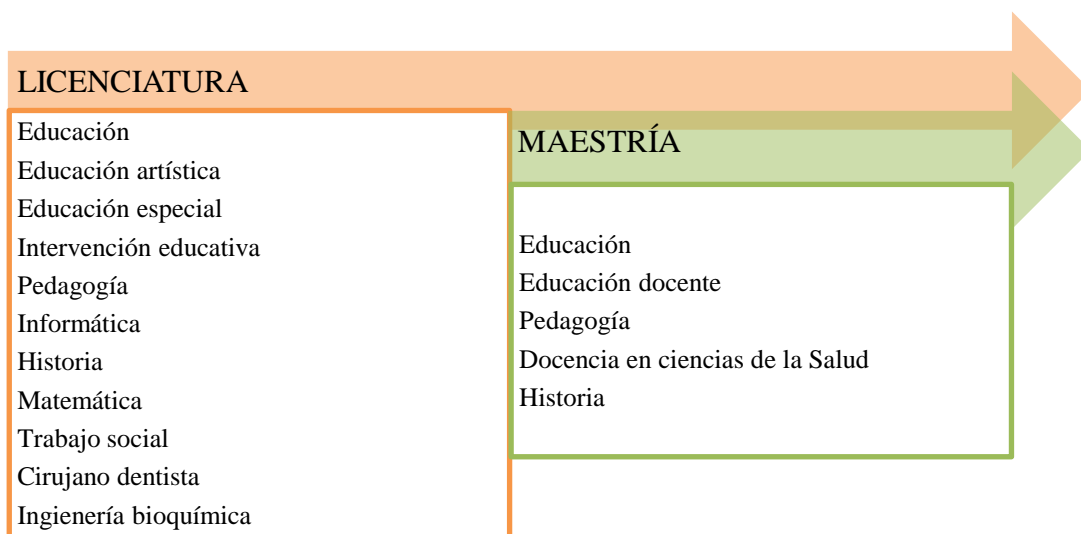 LICENCIATURA
Educación
Educación artística
Educación especial
Intervención educativa
Pedagogía
Informática
Historia
Matemática
Trabajo social
Cirujano dentista
Ingienería bioquímica
MAESTRÍA
Educación
Educación docente
Pedagogía
Docencia en ciencias de la Salud
Historia